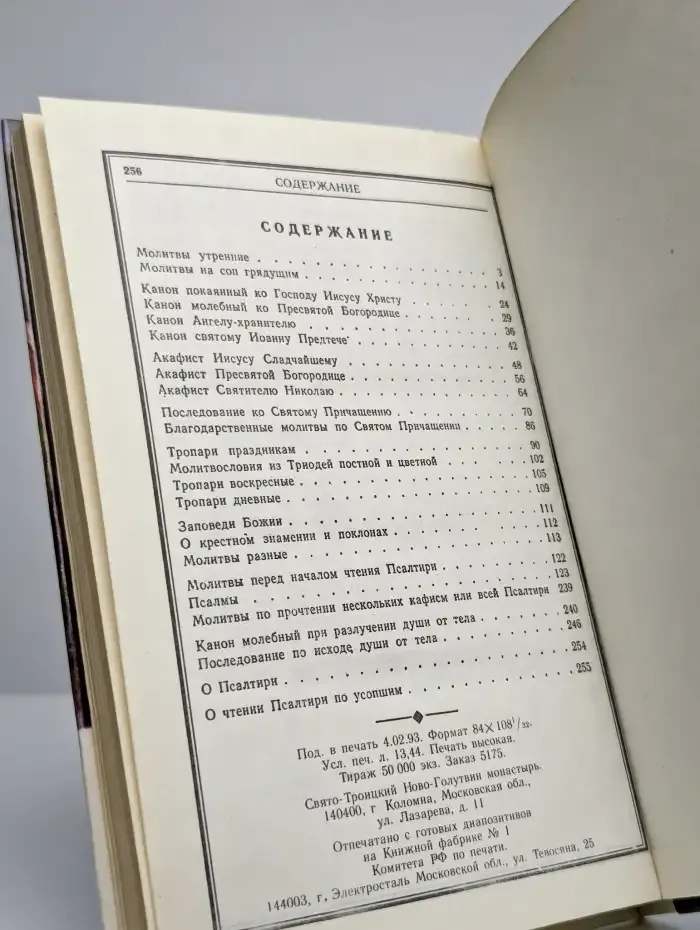 256
СОДЕРЖАНИЕ
СОДЕРЖАНИЕ
Молитвы утренние . . . . . . . . . . . . . . . . 3
Молитвы на соп грядущим . . . . . . . . . . . . . 14
Канон покаянный ко Господу Иисусу Христу . . . . . 24
Канон молебный ко Пресвятой Богородице . . . . . . 29
Канон Ангелу-хранителю . . . . . . . . . . . . . 36
Канон святому Иоанну Предтече . . . . . . . . . . 42
Акафист Иисусу Сладчайшему . . . . . . . . . . . 48
Акафист Пресвятой Богородице . . . . . . . . . . 56
Акафист Святителю Николаю . . . . . . . . . . . 64
Последование ко Святому Причащению . . . . . . . 70
Благодарственные молитвы по Святом Причащении . . . . . 86
Тропари праздникам . . . . . . . . . . . . . . 90
Молитвословия из Триодей постной и цветной . . . . . 102
Тропари воскресные . . . . . . . . . . . . . . 105
Тропари дневные . . . . . . . . . . . . . . . 109
Заповеди Божии . . . . . . . . . . . . . . . 111
О крестном знамении и поклонах . . . . . . . . . 112
Молитвы разные . . . . . . . . . . . . . . . 113
Молитвы перед началом чтения Псалтири . . . . . . . 122
Псалмы . . . . . . . . . . . . . . . . . . 123
Молитвы по прочтении нескольких кафисм или всей Псалтири 239
Канон молебный при разлучении души от тела . . . . . . 240
Последование по исходе души от тела . . . . . . . . 246
О Псалтири . . . . . . . . . . . . . . . . . 254
О чтении Псалтири по усопшим . . . . . . . . . . 255
Под. в печать 4.02.93. Формат 84×108¹/₃₂.
Усл. печ. л. 13,44. Печать высокая.
Тираж 50 000 экз. Заказ 5175.
Свято-Троицкий Ново-Голутвин монастырь.
140400, г Коломна, Московская обл.,
ул. Лазарева, д. 11
Отпечатано с готовых диапозитивов
на Книжной фабрике № 1
Комитета РФ по печати.
144003, г. Электросталь Московской обл., ул. Тевосяна, 25